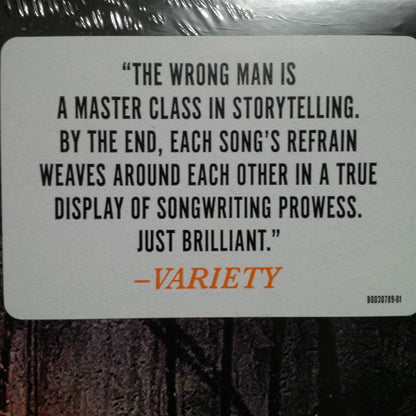 “THE WRONG MAN IS
A MASTER CLASS IN STORYTELLING.
BY THE END, EACH SONG’S REFRAIN
WEAVES AROUND EACH OTHER IN A TRUE
DISPLAY OF SONGWRITING PROWESS.
JUST BRILLIANT.”
–VARIETY
B0030789-01